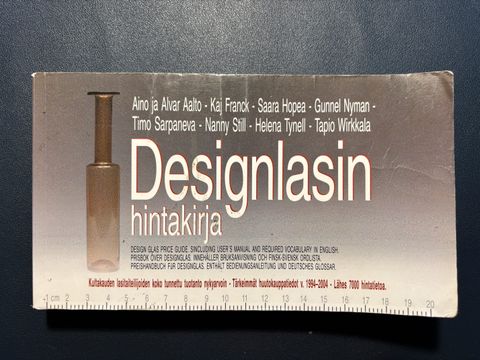 Aino ja Alvar Aalto - Kaj Franck - Saara Hopea - Gunnel Nyman -
Timo Sarpaneva - Nanny Still - Helena Tynell - Tapio Wirkkala
Designlasin
hintakirja
DESIGN GLAS PRICE GUIDE. SINCLUDING USER'S MANUAL AND REQUIRED VOCABULARY IN ENGLISH.
PRISBOK ÖVER DESIGNGLAS. INNEHÅLLER BRUKSANVISNING OCH FINSK-SVENSK ORDLISTA.
PREISHANDBUCH FÜR DESIGNGLAS. ENTHÄLT BEDIENUNGSANLEITUNG UND DEUTSCHES GLOSSAR.
Kultakauden lasitaiteilijoiden koko tunnettu tuotanto nykyarvoin - Tärkeimmät huutokauppatiedot v. 1994-2004 - Lähes 7000 hintatietoa.
1 cm 2 3 4 5 6 7 8 9 10 11 12 13 14 15 16 17 18 19 20